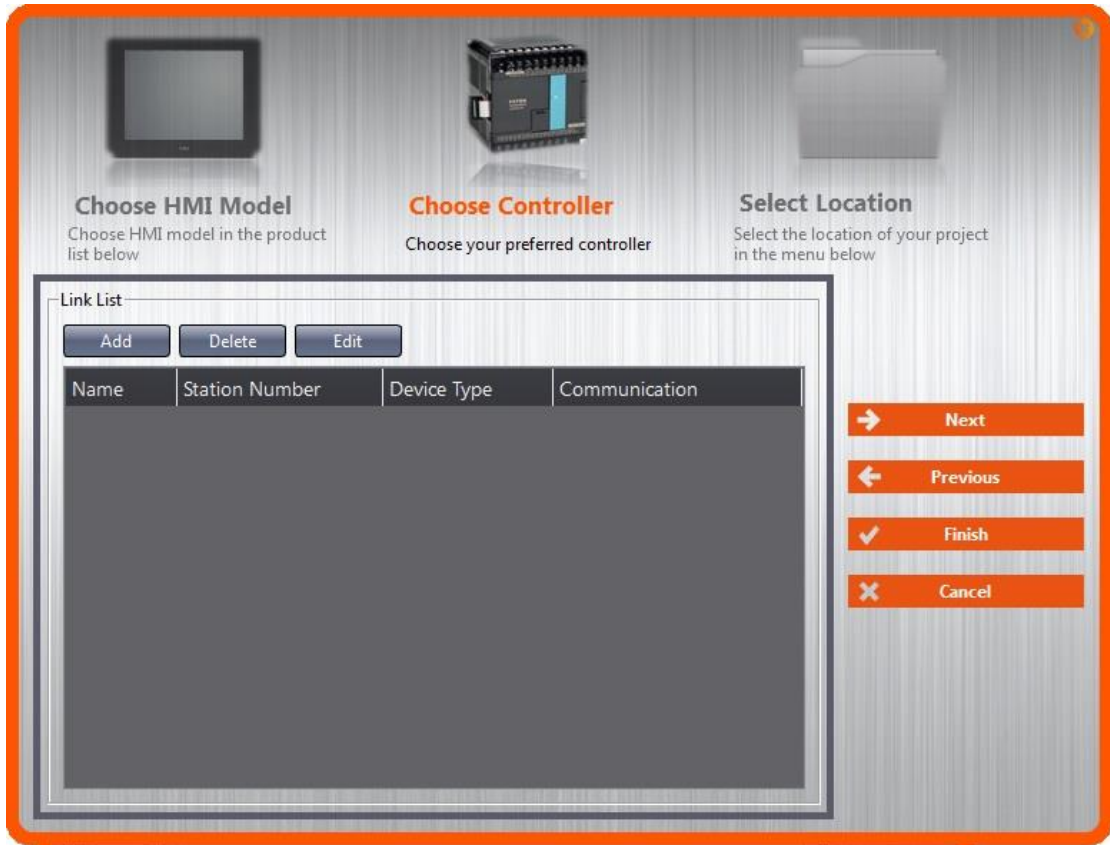 Choose HMI Model
Choose HMI model in the product
list below
Choose Controller
Choose your preferred controller
Select Location
Select the location of your project
in the menu below
Link List
Add
Delete
Edit
Name
Station Number
Device Type
Communication
Next
Previous
Finish
Cancel